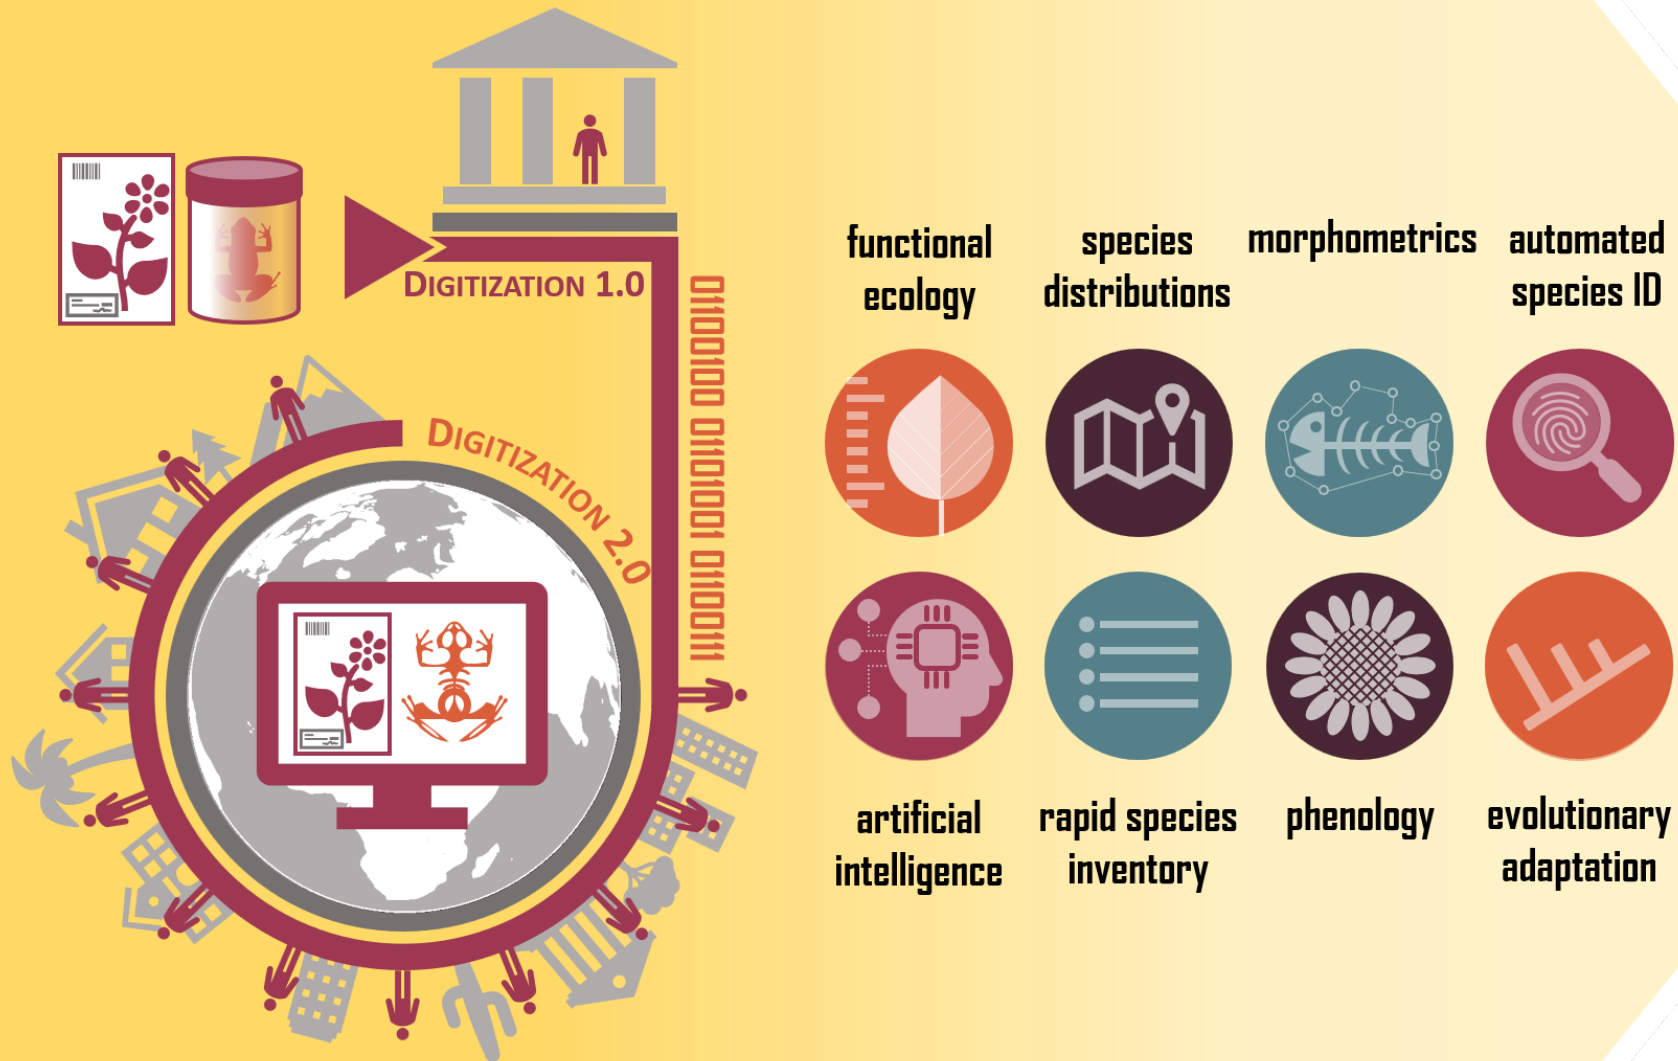 DIGITIZATION 1.0
01100100 01101001 01100111
DIGITIZATION 2.0
functional
ecology
species
distributions
morphometrics
automated
species ID
artificial
intelligence
rapid species
inventory
phenology
evolutionary
adaptation